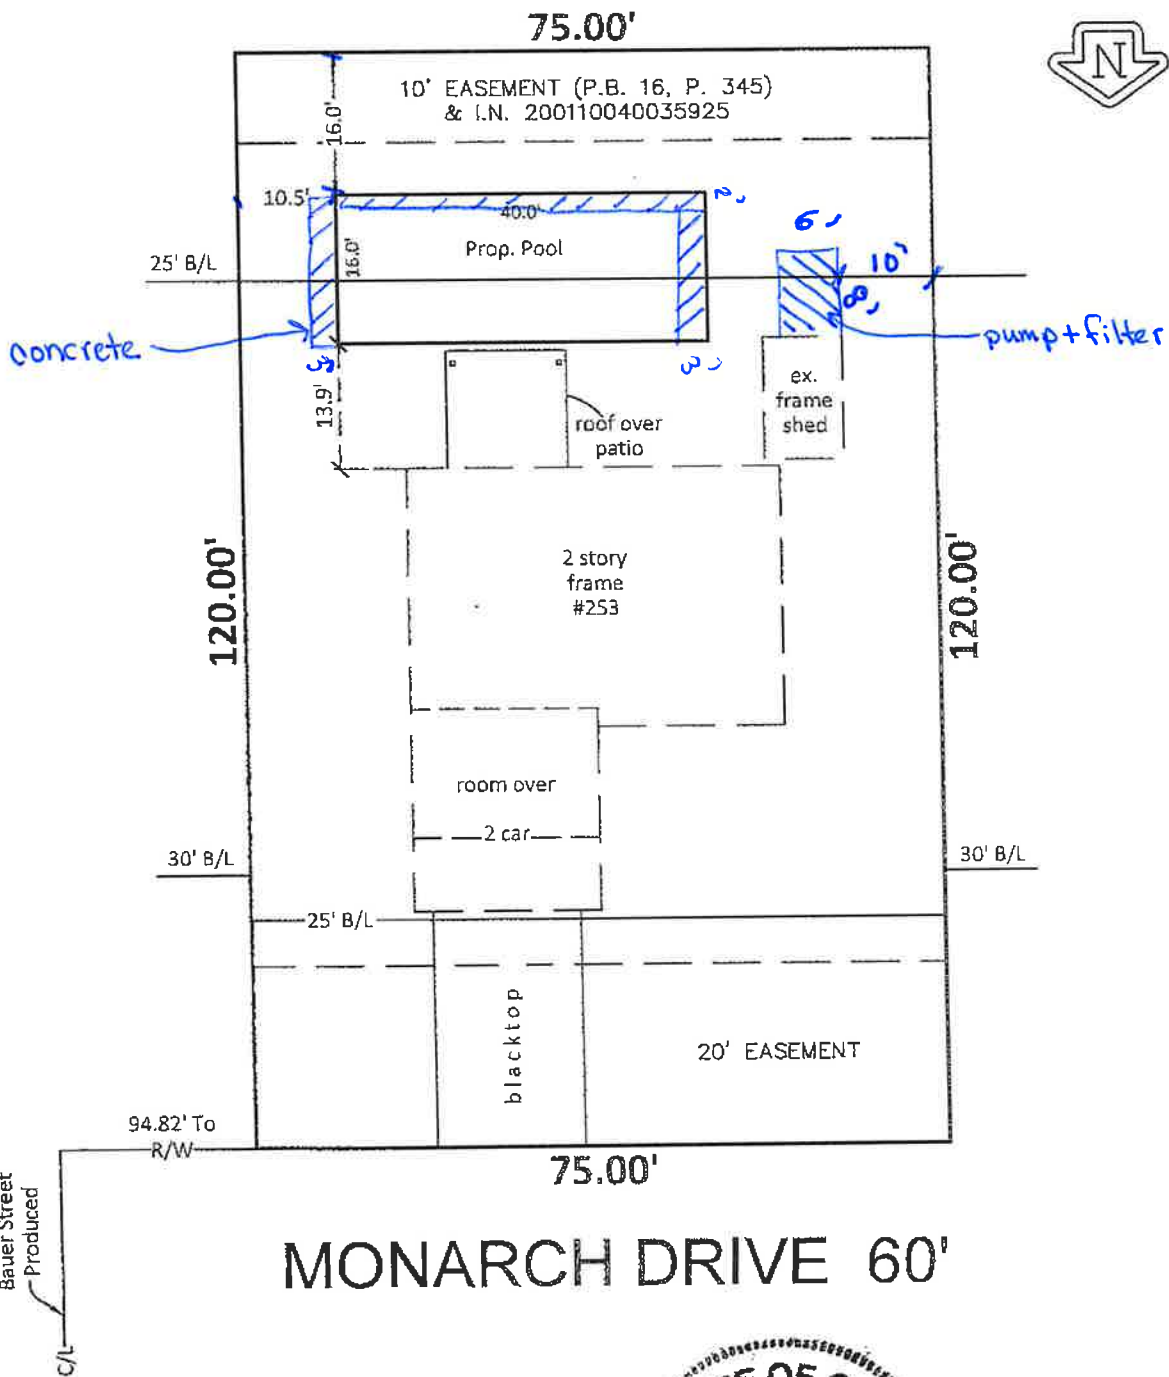 75.00'
N
10' EASEMENT (P.B. 16, P. 345)
& I.N. 200110040035925
16.0'
10.5'
2'
40.0'
6'
Prop. Pool
16.0'
25' B/L
10'
8'
concrete
pump+filter
5'
3'
13.9'
ex.
frame
shed
roof over
patio
2 story
frame
#253
120.00'
120.00'
room over
2 car
30' B/L
30' B/L
25' B/L
blacktop
20' EASEMENT
94.82' To
R/W
75.00'
Bauer Street
Produced
MONARCH DRIVE 60'
C/L